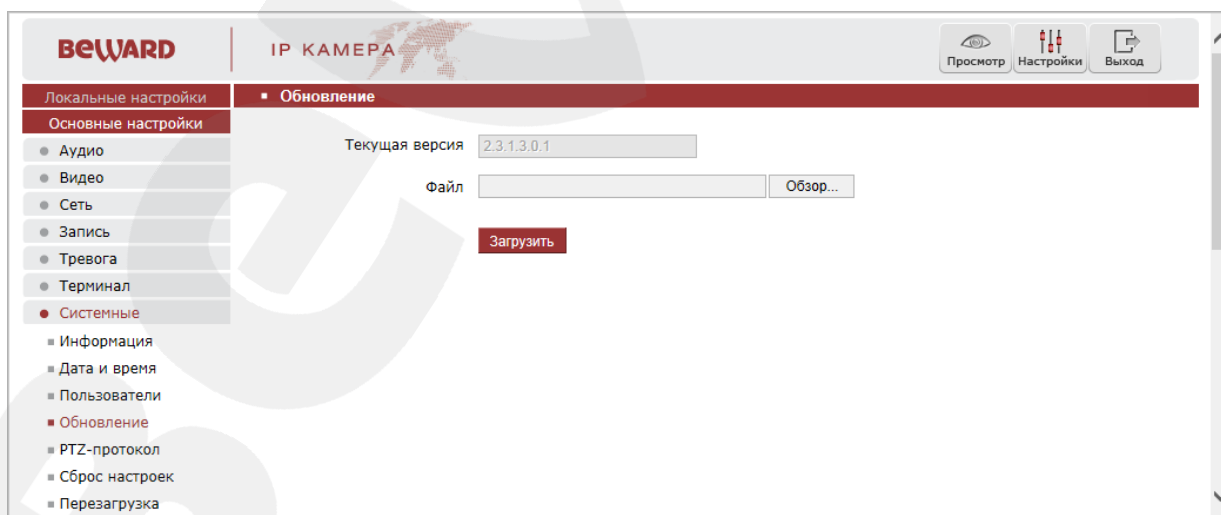 BEWARD
IP КАМЕРА
Просмотр
Настройки
Выход
Локальные настройки
Обновление
Основные настройки
Текущая версия 2.3.1.3.0.1
Аудио
Видео
Файл Обзор...
Сеть
Запись
Загрузить
Тревога
Терминал
Системные
Информация
Дата и время
Пользователи
Обновление
PTZ-протокол
Сброс настроек
Перезагрузка